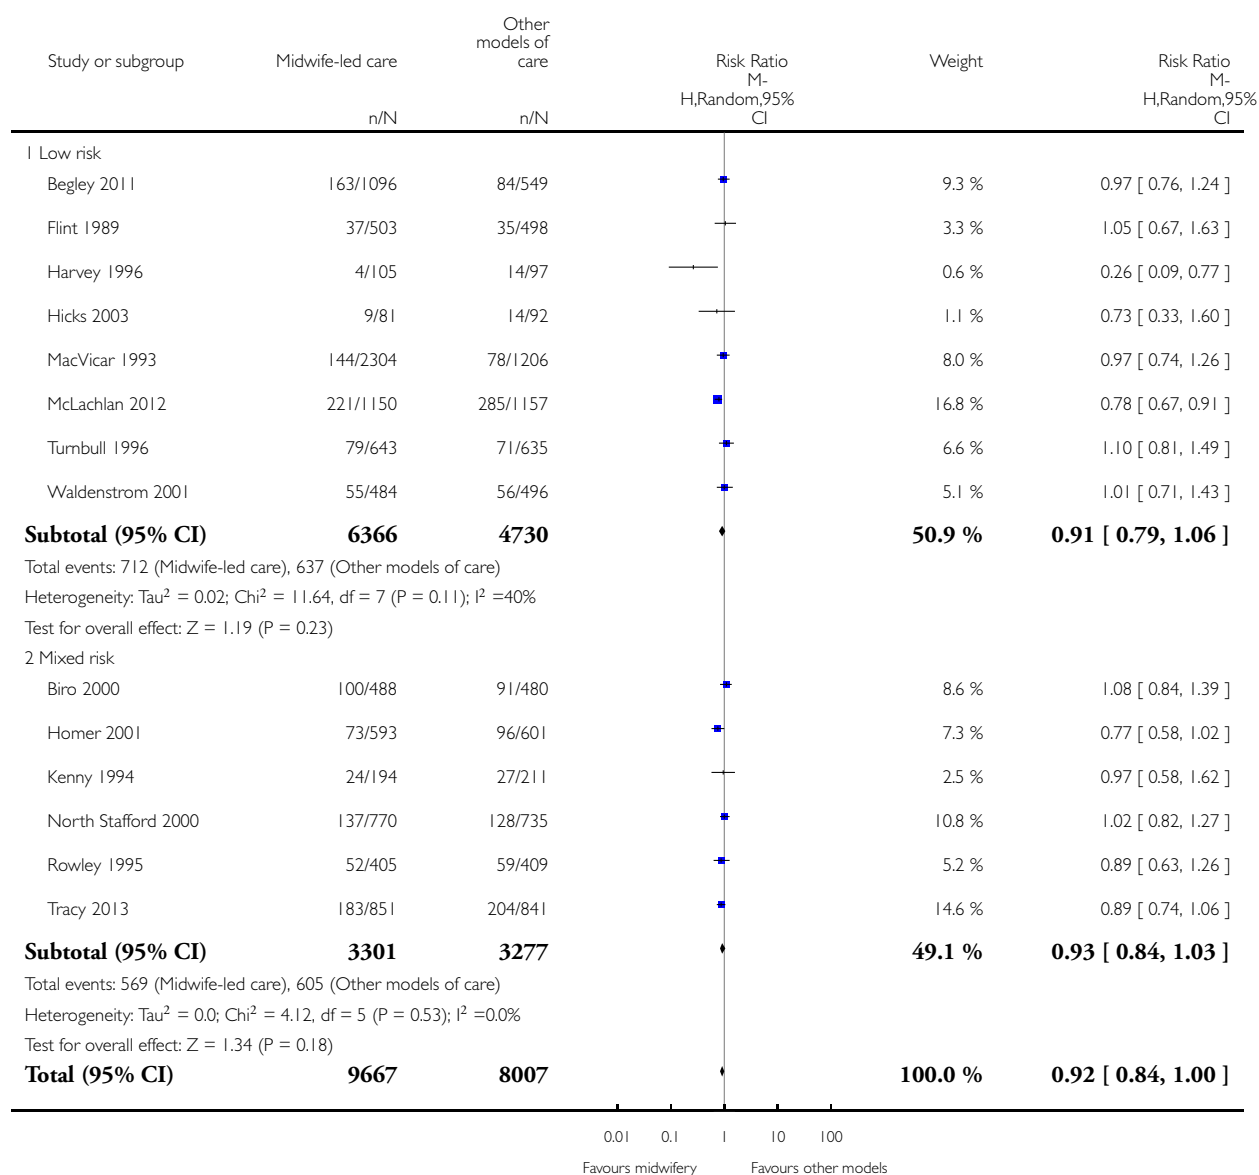 Other
models of
Study or subgroup Midwife-led care care Risk Ratio Weight Risk Ratio
M- M-
H,Random,95% H,Random,95%
n/N n/N CI CI
1 Low risk
Begley 2011 163/1096 84/549 9.3 % 0.97 [ 0.76, 1.24 ]
Flint 1989 37/503 35/498 3.3 % 1.05 [ 0.67, 1.63 ]
Harvey 1996 4/105 14/97 0.6 % 0.26 [ 0.09, 0.77 ]
Hicks 2003 9/81 14/92 1.1 % 0.73 [ 0.33, 1.60 ]
MacVicar 1993 144/2304 78/1206 8.0 % 0.97 [ 0.74, 1.26 ]
McLachlan 2012 221/1150 285/1157 16.8 % 0.78 [ 0.67, 0.91 ]
Turnbull 1996 79/643 71/635 6.6 % 1.10 [ 0.81, 1.49 ]
Waldenstrom 2001 55/484 56/496 5.1 % 1.01 [ 0.71, 1.43 ]
Subtotal (95% CI) 6366 4730 50.9 % 0.91 [ 0.79, 1.06 ]
Total events: 712 (Midwife-led care), 637 (Other models of care)
Heterogeneity: Tau² = 0.02; Chi² = 11.64, df = 7 (P = 0.11); I² =40%
Test for overall effect: Z = 1.19 (P = 0.23)
2 Mixed risk
Biro 2000 100/488 91/480 8.6 % 1.08 [ 0.84, 1.39 ]
Homer 2001 73/593 96/601 7.3 % 0.77 [ 0.58, 1.02 ]
Kenny 1994 24/194 27/211 2.5 % 0.97 [ 0.58, 1.62 ]
North Stafford 2000 137/770 128/735 10.8 % 1.02 [ 0.82, 1.27 ]
Rowley 1995 52/405 59/409 5.2 % 0.89 [ 0.63, 1.26 ]
Tracy 2013 183/851 204/841 14.6 % 0.89 [ 0.74, 1.06 ]
Subtotal (95% CI) 3301 3277 49.1 % 0.93 [ 0.84, 1.03 ]
Total events: 569 (Midwife-led care), 605 (Other models of care)
Heterogeneity: Tau² = 0.0; Chi² = 4.12, df = 5 (P = 0.53); I² =0.0%
Test for overall effect: Z = 1.34 (P = 0.18)
Total (95% CI) 9667 8007 100.0 % 0.92 [ 0.84, 1.00 ]
0.01 0.1 1 10 100
Favours midwifery Favours other models